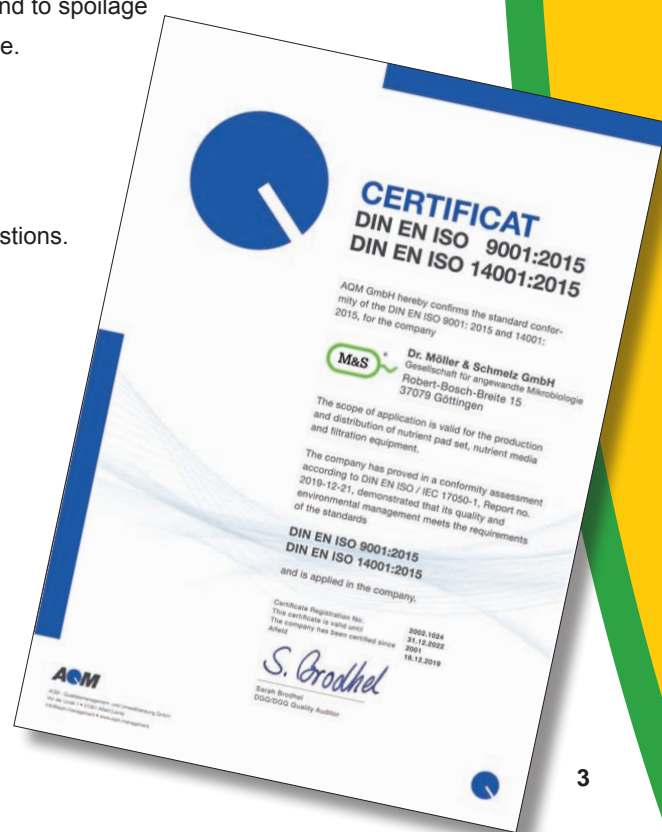 nd to spoilage
e.
stions.
CERTIFICAT
DIN EN ISO 9001:2015
DIN EN ISO 14001:2015
AQM GmbH hereby confirms the standard confor-
mity of the DIN EN ISO 9001: 2015 and 14001:
2015, for the company
M&S
Dr. Möller & Schmelz GmbH
Gesellschaft für angewandte Mikrobiologie
Robert-Bosch-Breite 15
37079 Göttingen
The scope of application is valid for the production
and distribution of nutrient pad set, nutrient media
and filtration equipment.
The company has proved in a conformity assessment
according to DIN EN ISO / IEC 17050-1, Report no.
2019-12-21, demonstrated that its quality and
environmental management meets the requirements
of the standards
DIN EN ISO 9001:2015
DIN EN ISO 14001:2015
and is applied in the company.
Certificate Registration No. 2002.1024
This certificate is valid until 31.12.2022
The company has been certified since 2001
Alfeld 16.12.2019
S. Brodhel
Sarah Brodhel
DGQ/DGQ Quality Auditor
AQM
AQM - Qualitätsmanagement und Umweltberatung GmbH
3